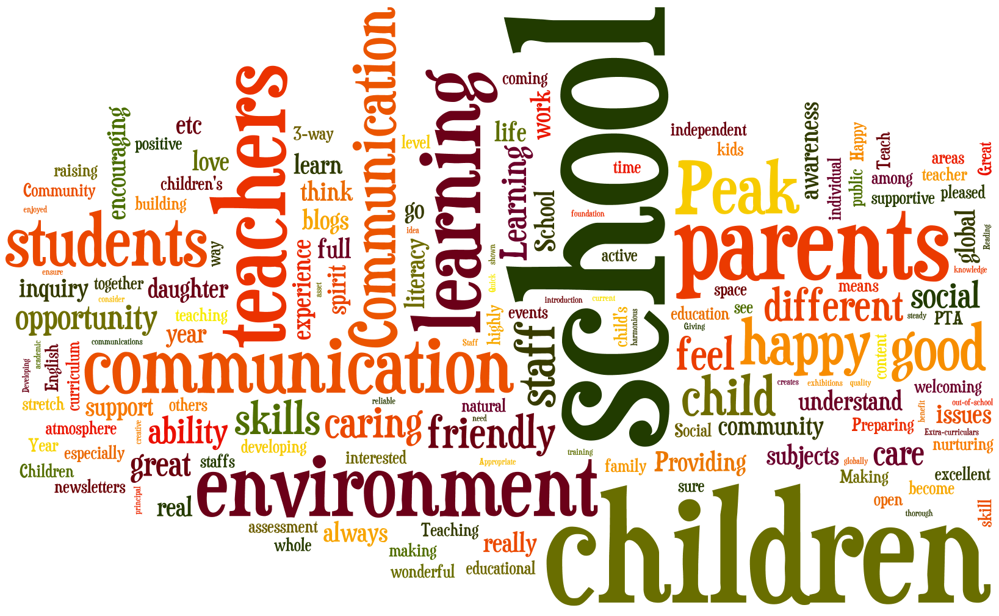 school
children
communication
Communication
environment
learning
teachers
parents
students
Peak
happy
good
different
child
feel
staff
friendly
skills
caring
ability
opportunity
great
social
care
understand
community
issues
Providing
subjects
Learning
School
life
work
coming
time
active
foundation
independent
kids
awareness
individual
public
Happy
Teach
among
supportive
areas
teacher
pleased
Great
global
Reading
knowledge
means
space
see
education
Giving
steady
PTA
content
creates
exhibitions
quality
welcoming
out-of-school
benefit
Preparing
Extra-curriculars
nurturing
Social
globally
Making
excellent
become
open
thorough
skill
family
training
introduction
current
events
child's
harmonious
highly
Quick
shown
literacy
idea
go
level
3-way
learn
think
blogs
full
experience
asset
spirit
etc
positive
love
encouraging
raising
Community
children's
building
enjoyed
way
ensure
inquiry
together
daughter
consider
teaching
year
communications
Staff
academic
Developing
English
curriculum
stretch
support
others
reliable
natural
need
atmosphere
creative
Year
especially
developing
interested
Appropriate
staffs
Children
newsletters
principal
real
assessment
always
Teaching
whole
making
really
wonderful
educational